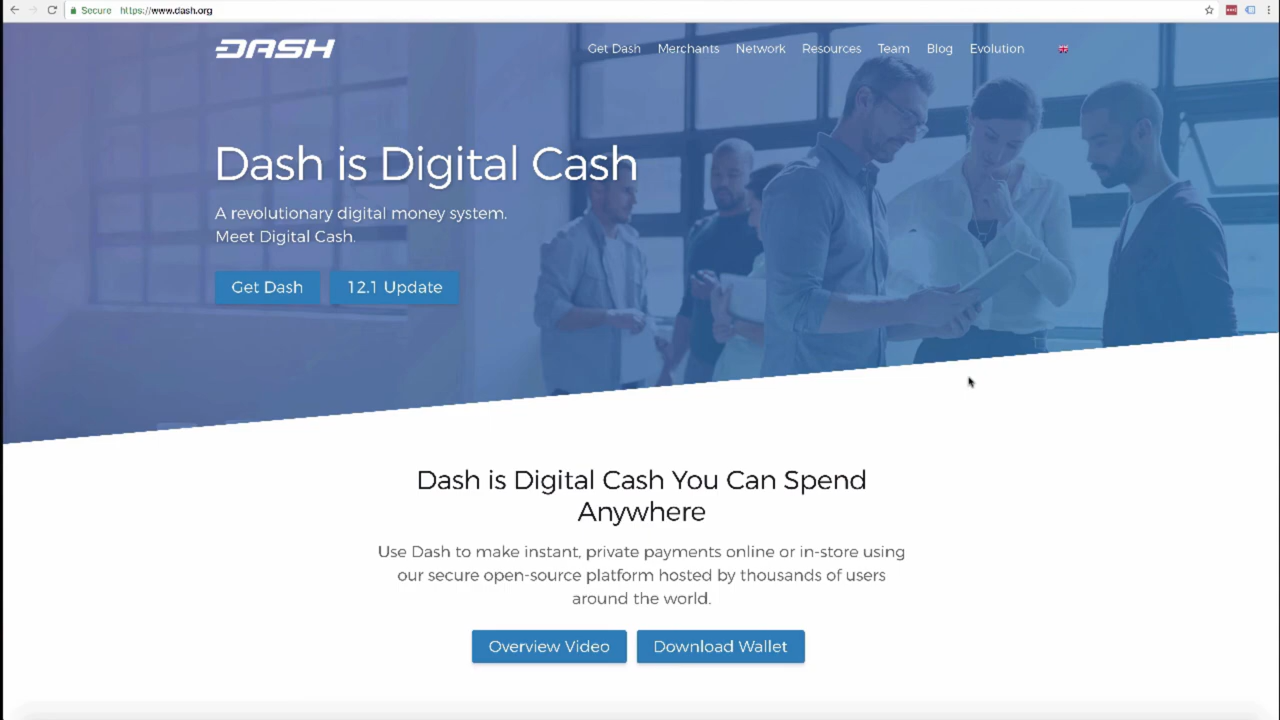 Secure https://www.dash.org
DASH
Get Dash Merchants Network Resources Team Blog Evolution
Dash is Digital Cash
A revolutionary digital money system.
Meet Digital Cash.
Get Dash 12.1 Update
Dash is Digital Cash You Can Spend
Anywhere
Use Dash to make instant, private payments online or in-store using
our secure open-source platform hosted by thousands of users
around the world.
Overview Video Download Wallet